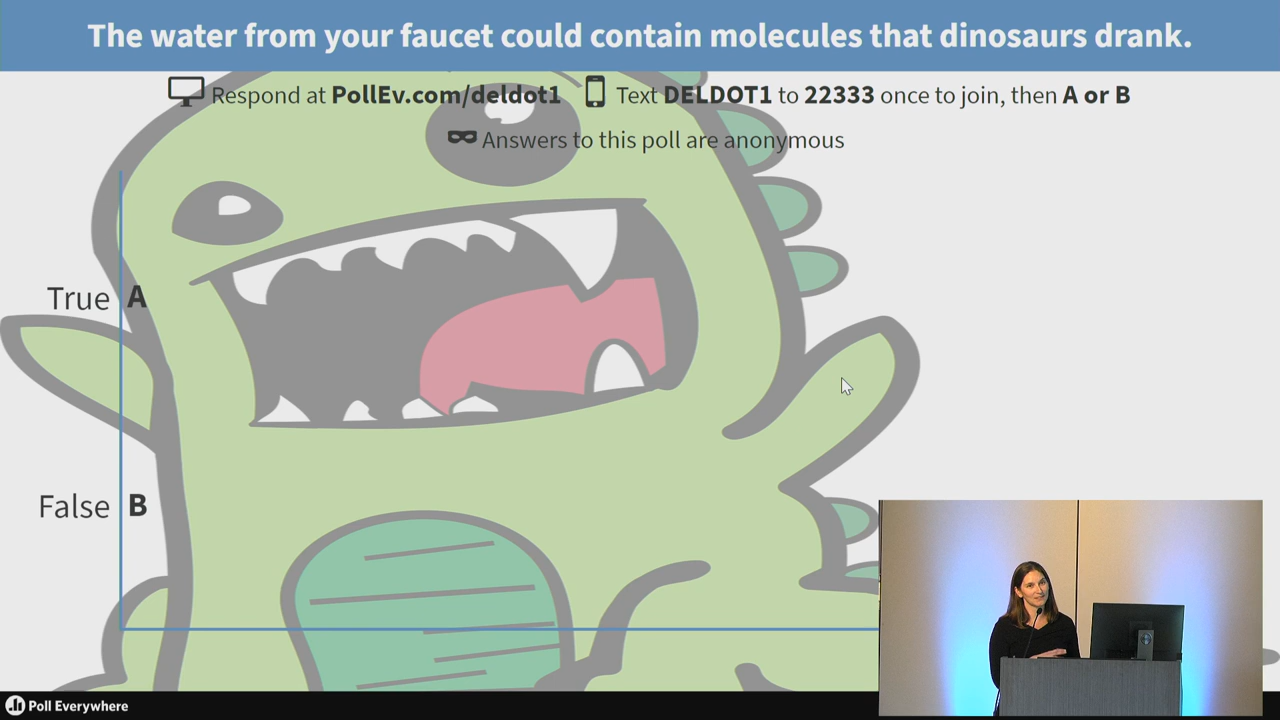 The water from your faucet could contain molecules that dinosaurs drank.
Respond at PollEv.com/deldot1 Text DELDOT1 to 22333 once to join, then A or B
Answers to this poll are anonymous
True A
False B
Poll Everywhere